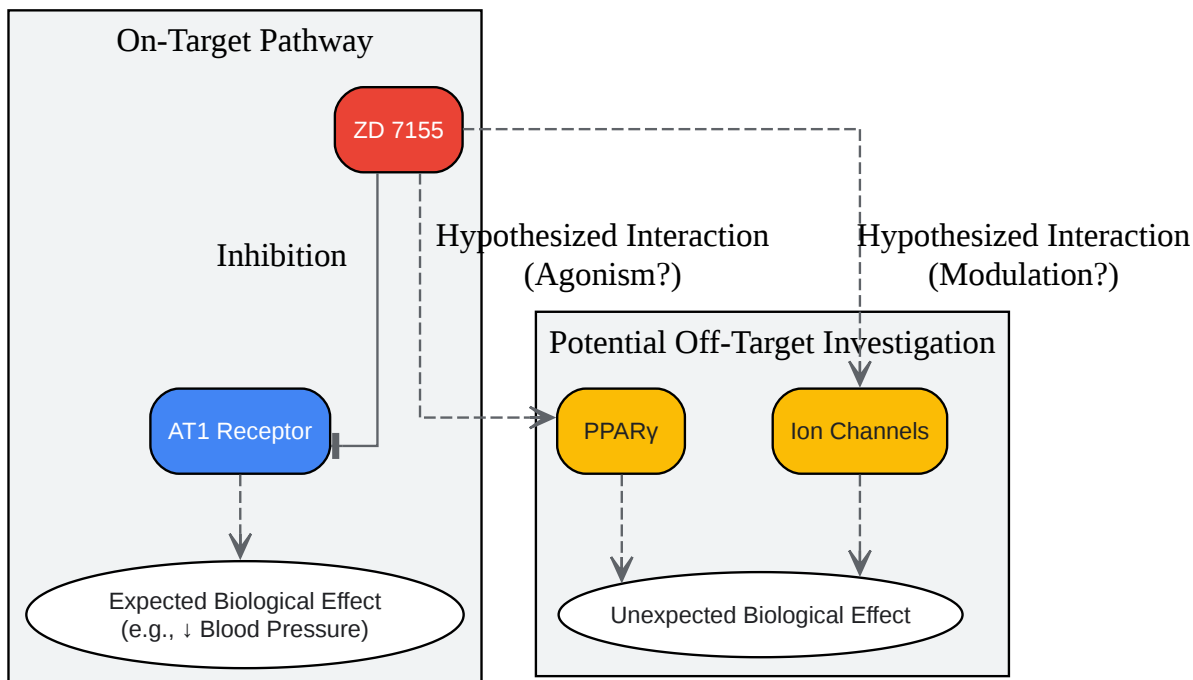 On-Target Pathway
ZD 7155
Inhibition
Hypothesized Interaction
(Agonism?)
Hypothesized Interaction
(Modulation?)
Potential Off-Target Investigation
AT1 Receptor
PPARγ
Ion Channels
Expected Biological Effect
(e.g., ↓ Blood Pressure)
Unexpected Biological Effect